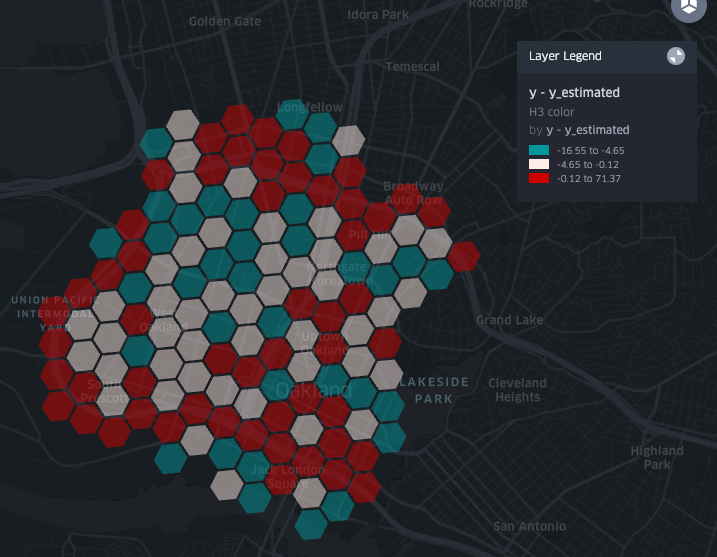 Rockridge
Idora Park
Golden Gate
Layer Legend
Temescal
y - y_estimated
H3 color
by y - y_estimated
-16.55 to -4.65
-4.65 to -0.12
-0.12 to 71.37
Longfellow
Broadway
Auto Row
Pill Hill
Northgate
UNION PACIFIC
INTERMODAL
YARD
West
Oakland
Grand Lake
Uptown
Oakland
South
Prescott
Oakland
LAKESIDE
PARK
Cleveland
Heights
Highland
Park
Jack London
Square
San Antonio